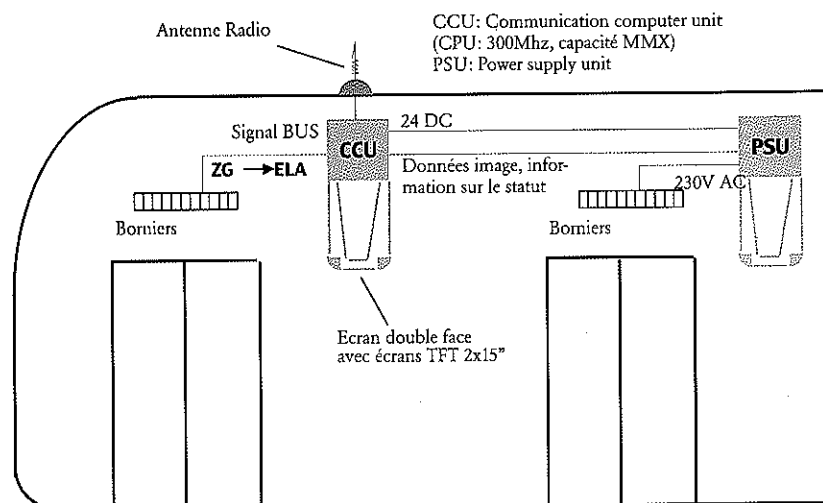 Antenne Radio
CCU: Communication computer unit
(CPU: 300Mhz, capacité MMX)
PSU: Power supply unit
Signal BUS
24 DC
CCU
PSU
ZG → ELA
Données image, infor-
mation sur le statut
230V AC
Borniers
Borniers
Ecran double face
avec écrans TFT 2x15"